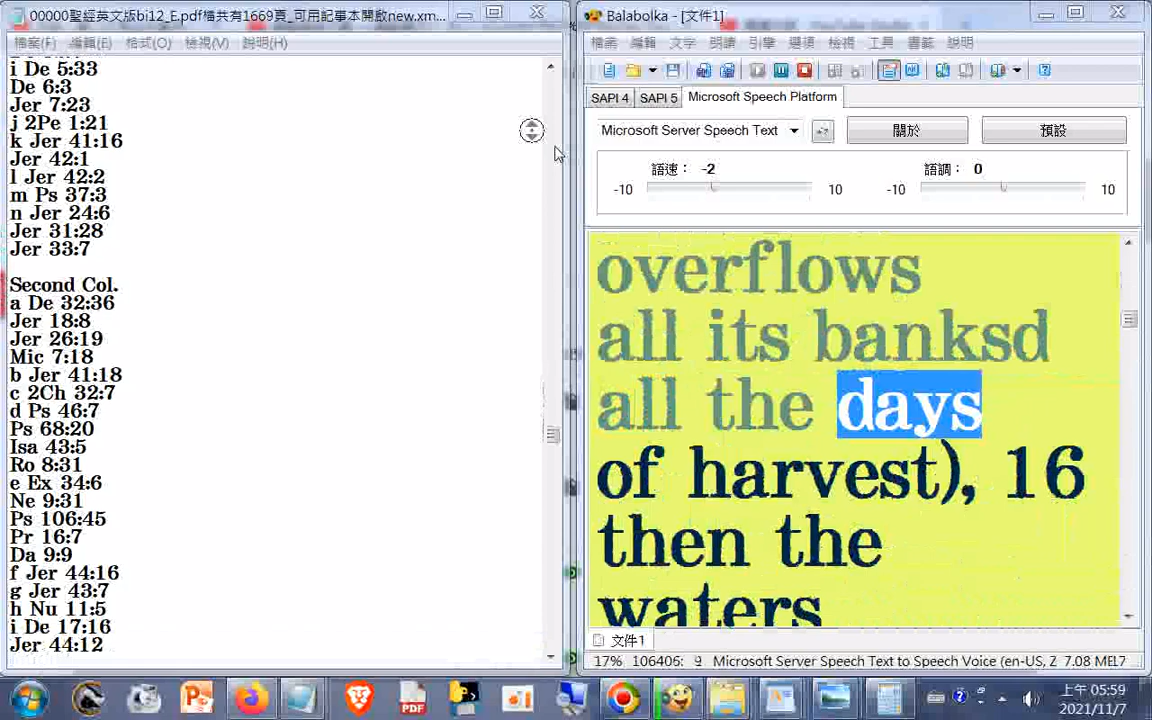 00000聖經英文版bi12_E.pdf檔共有1669頁_可用記事本開啟new.xm...
檔案(F) 編輯(E) 格式(O) 檢視(V) 說明(H)
i De 5:33
De 6:3
Jer 7:23
j 2Pe 1:21
k Jer 41:16
Jer 42:1
l Jer 42:2
m Ps 37:3
n Jer 24:6
Jer 31:28
Jer 33:7
Second Col.
a De 32:36
Jer 18:8
Jer 26:19
Mic 7:18
b Jer 41:18
c 2Ch 32:7
d Ps 46:7
Ps 68:20
Isa 43:5
Ro 8:31
e Ex 34:6
Ne 9:31
Ps 106:45
Pr 16:7
Da 9:9
f Jer 44:16
g Jer 43:7
h Nu 11:5
i De 17:16
Jer 44:12
Balabolka - [文件1]
檔案 編輯 文字 朗讀 引擎 選項 檢視 工具 書籤 說明
SAPI 4 SAPI 5 Microsoft Speech Platform
Microsoft Server Speech Text 關於 預設
語速： -2 語調： 0
-10 10 -10 10
overflows
all its banksd
all the days
of harvest), 16
then the
waters
文件1
17% 106406: 9 Microsoft Server Speech Text to Speech Voice (en-US, Z 7.08 МБ
上午 05:59
2021/11/7